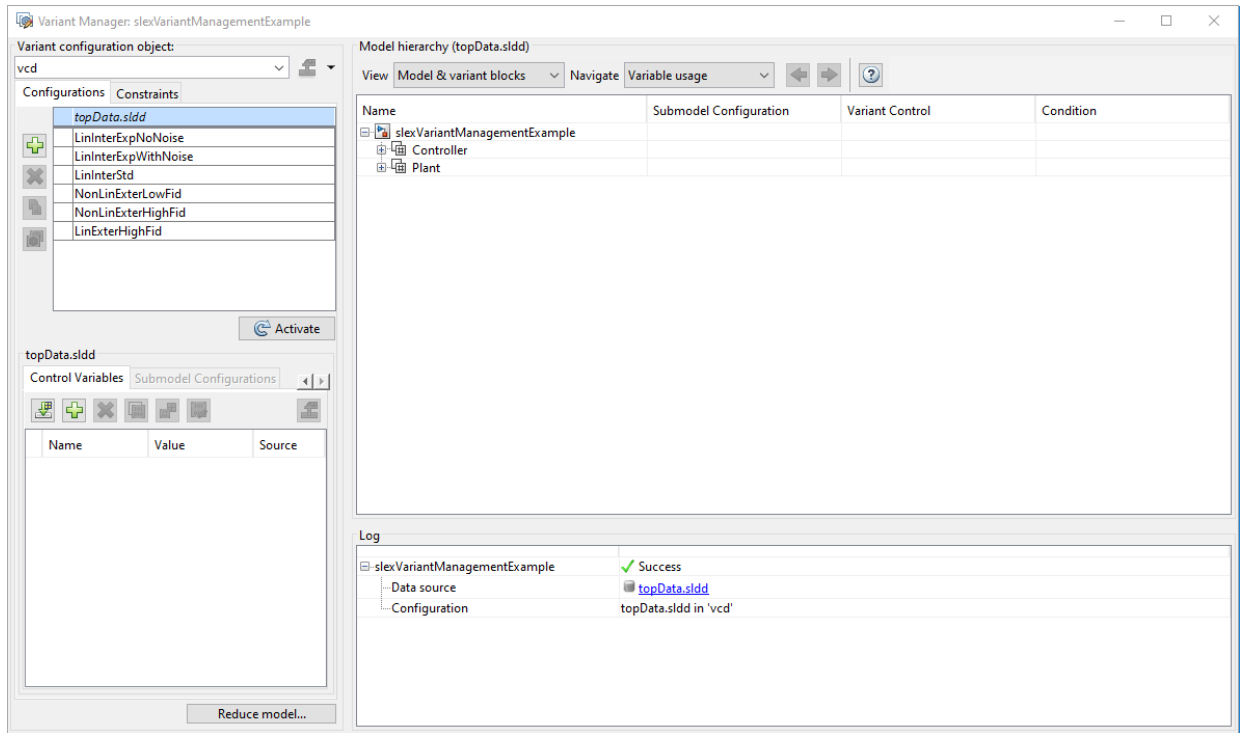 Variant Manager: slexVariantManagementExample
Variant configuration object:
vcd
Configurations Constraints
topData.sldd
LinInterExpNoNoise
LinInterExpWithNoise
LinInterStd
NonLinExterLowFid
NonLinExterHighFid
LinExterHighFid
Activate
topData.sldd
Control Variables Submodel Configurations
Name Value Source
Reduce model...
Model hierarchy (topData.sldd)
View Model & variant blocks Navigate Variable usage
Name Submodel Configuration Variant Control Condition
slexVariantManagementExample
Controller
Plant
Log
slexVariantManagementExample Success
Data source topData.sldd
Configuration topData.sldd in 'vcd'